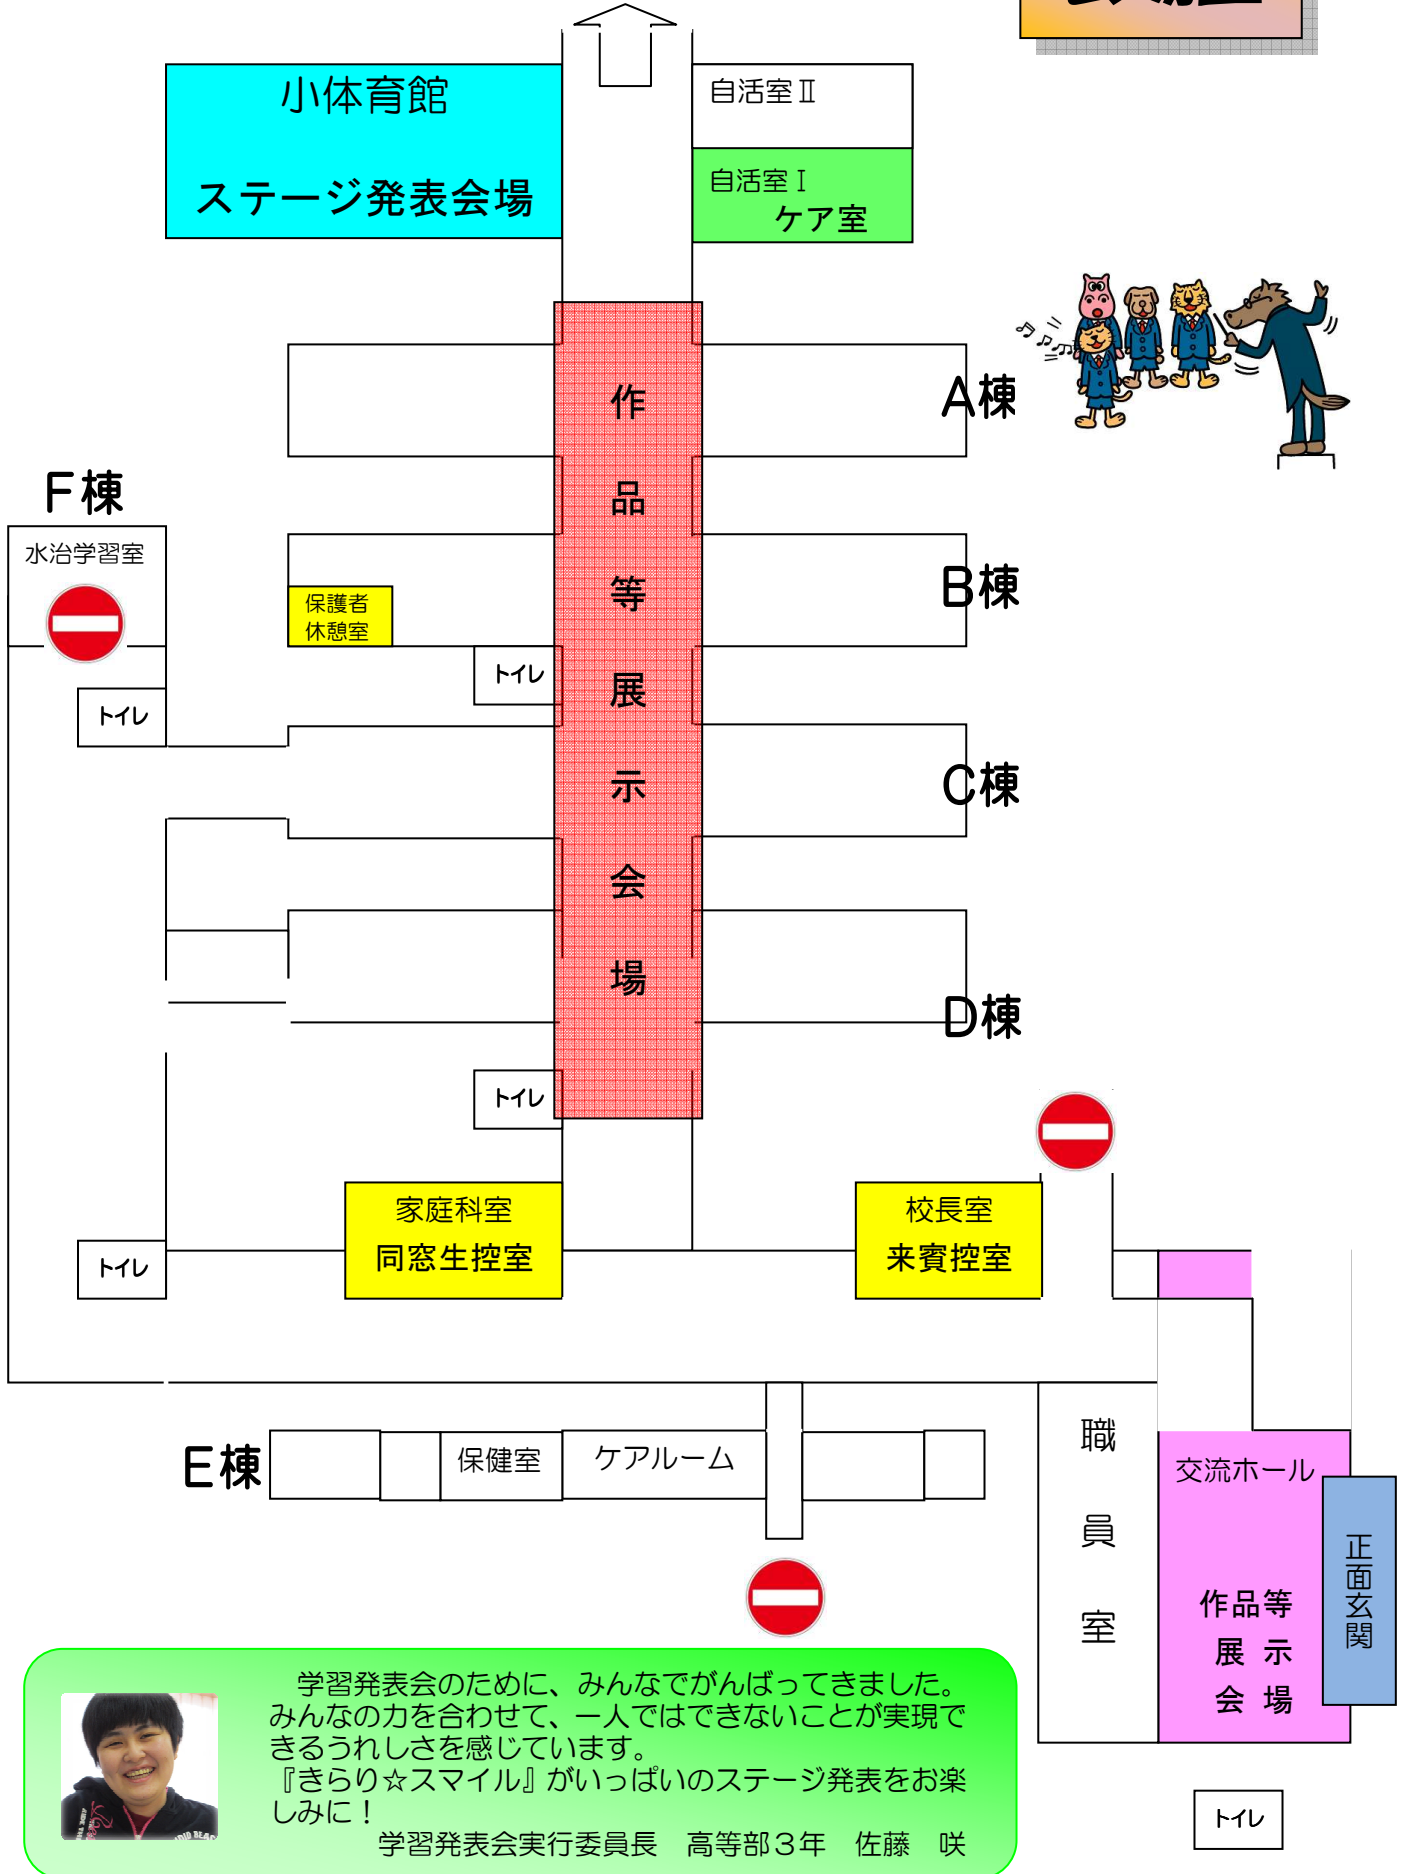 小体育館
ステージ発表会場
自活室Ⅱ
自活室Ⅰ
ケア室
作品等展示会場
A棟
F棟
水治学習室
B棟
保護者
休憩室
トイレ
トイレ
C棟
D棟
トイレ
家庭科室
同窓生控室
校長室
来賓控室
トイレ
E棟
保健室
ケアルーム
職員室
交流ホール
作品等
展示
会場
正面玄関
学習発表会のために、みんなでがんばってきました。
みんなの力を合わせて、一人ではできないことが実現で
きるうれしさを感じています。
『きらり☆スマイル』がいっぱいのステージ発表をお楽
しみに！
学習発表会実行委員長　高等部３年　佐藤　咲
トイレ